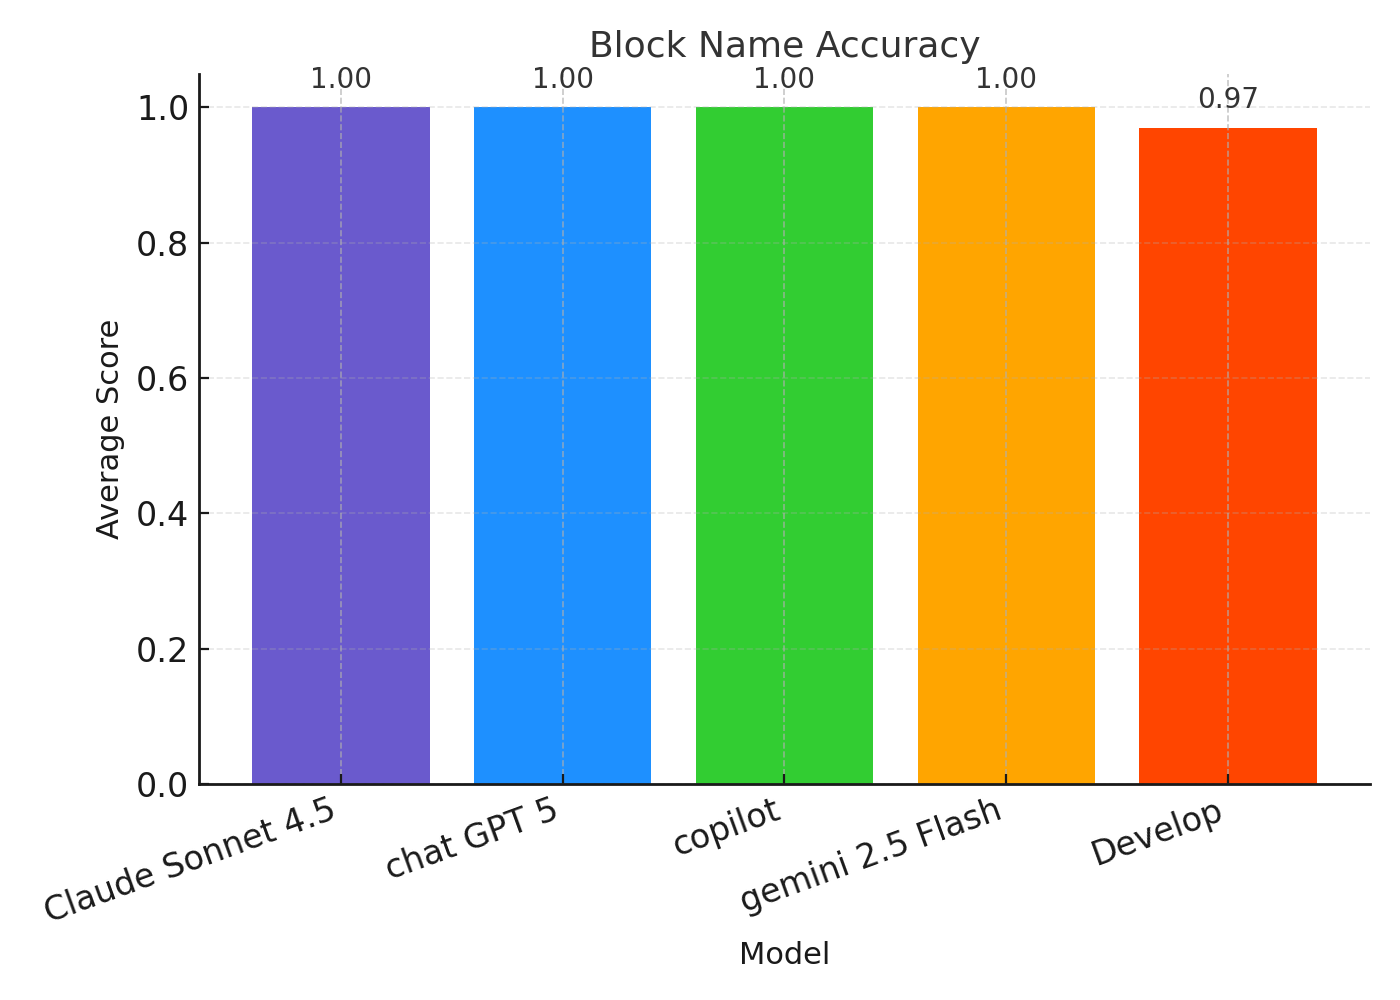 Block Name Accuracy
1.00 1.00 1.00 1.00 0.97
1.0
0.8
0.6
0.4
0.2
0.0
Average Score
Claude Sonnet 4.5
chat GPT 5
copilot
gemini 2.5 Flash
Develop
Model